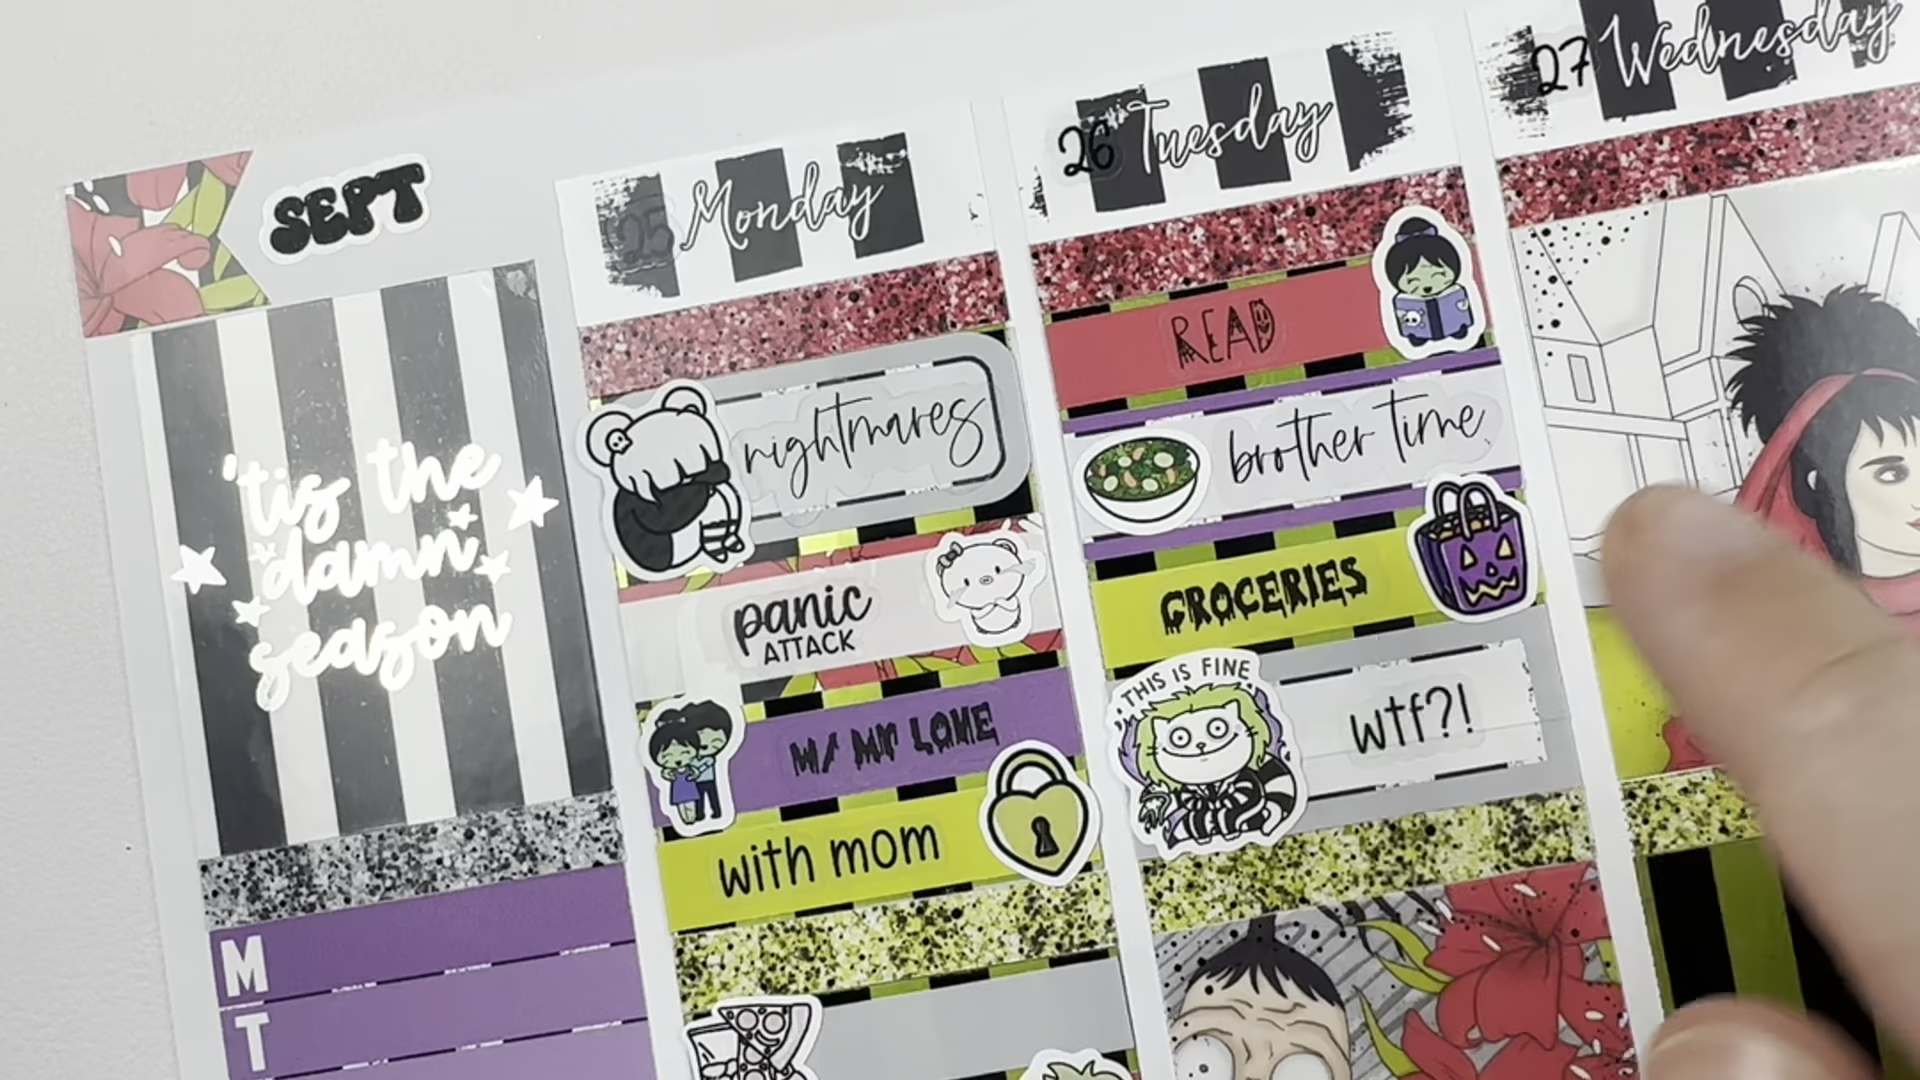 SEPT
'tis the
damn
season
M
T
25 Monday
nightmares
panic
ATTACK
W/ MY LOVE
with mom
26 Tuesday
READ
brother time
GROCERIES
THIS IS FINE
wtf?!
27 Wednesday